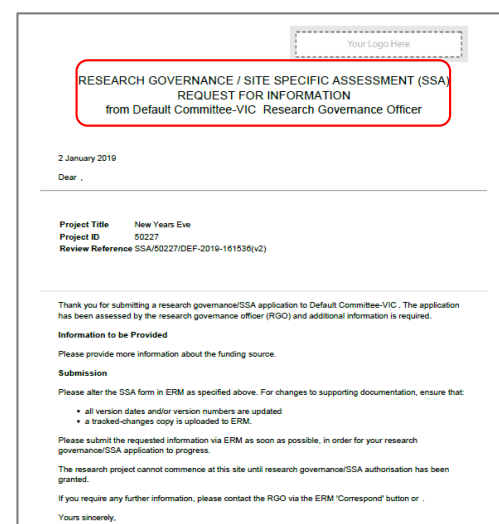 Your Logo Here
RESEARCH GOVERNANCE / SITE SPECIFIC ASSESSMENT (SSA)
REQUEST FOR INFORMATION
from Default Committee-VIC Research Governance Officer
2 January 2019
Dear ,
Project Title New Years Eve
Project ID 50227
Review Reference SSA/50227/DEF-2019-161536(v2)
Thank you for submitting a research governance/SSA application to Default Committee-VIC . The application
has been assessed by the research governance officer (RGO) and additional information is required.
Information to be Provided
Please provide more information about the funding source.
Submission
Please alter the SSA form in ERM as specified above. For changes to supporting documentation, ensure that:
• all version dates and/or version numbers are updated
• a tracked-changes copy is uploaded to ERM.
Please submit the requested information via ERM as soon as possible, in order for your research
governance/SSA application to progress.
The research project cannot commence at this site until research governance/SSA authorisation has been
granted.
If you require any further information, please contact the RGO via the ERM 'Correspond' button or .
Yours sincerely,